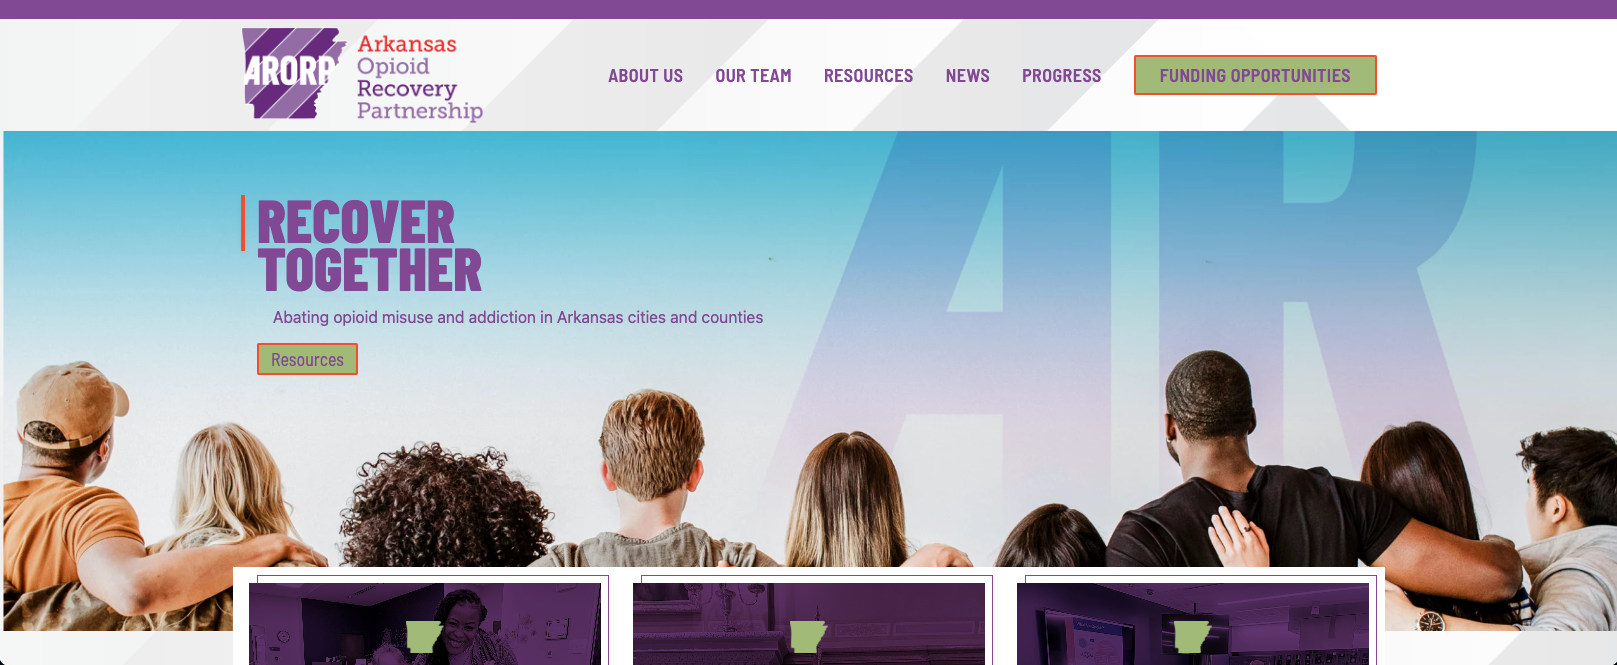 ARORP
Arkansas
Opioid
Recovery
Partnership
ABOUT US
OUR TEAM
RESOURCES
NEWS
PROGRESS
FUNDING OPPORTUNITIES
AR
RECOVER
TOGETHER
Abating opioid misuse and addiction in Arkansas cities and counties
Resources